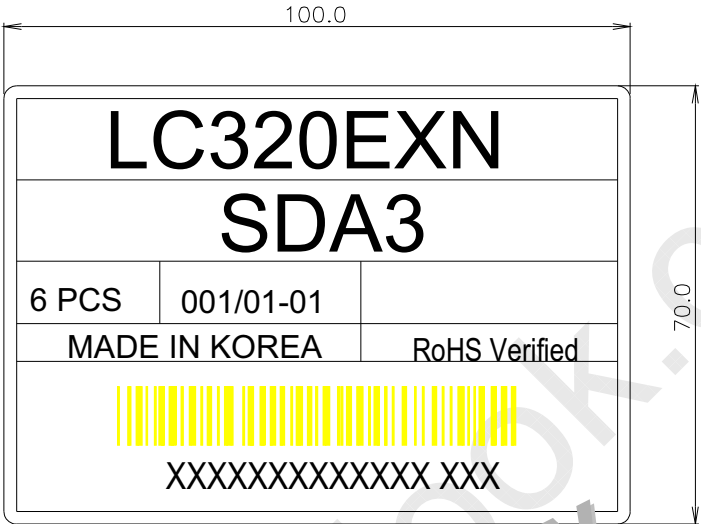 100.0
LC320EXN
SDA3
6 PCS 001/01-01
MADE IN KOREA RoHS Verified
XXXXXXXXXXXXX XXX
70.0